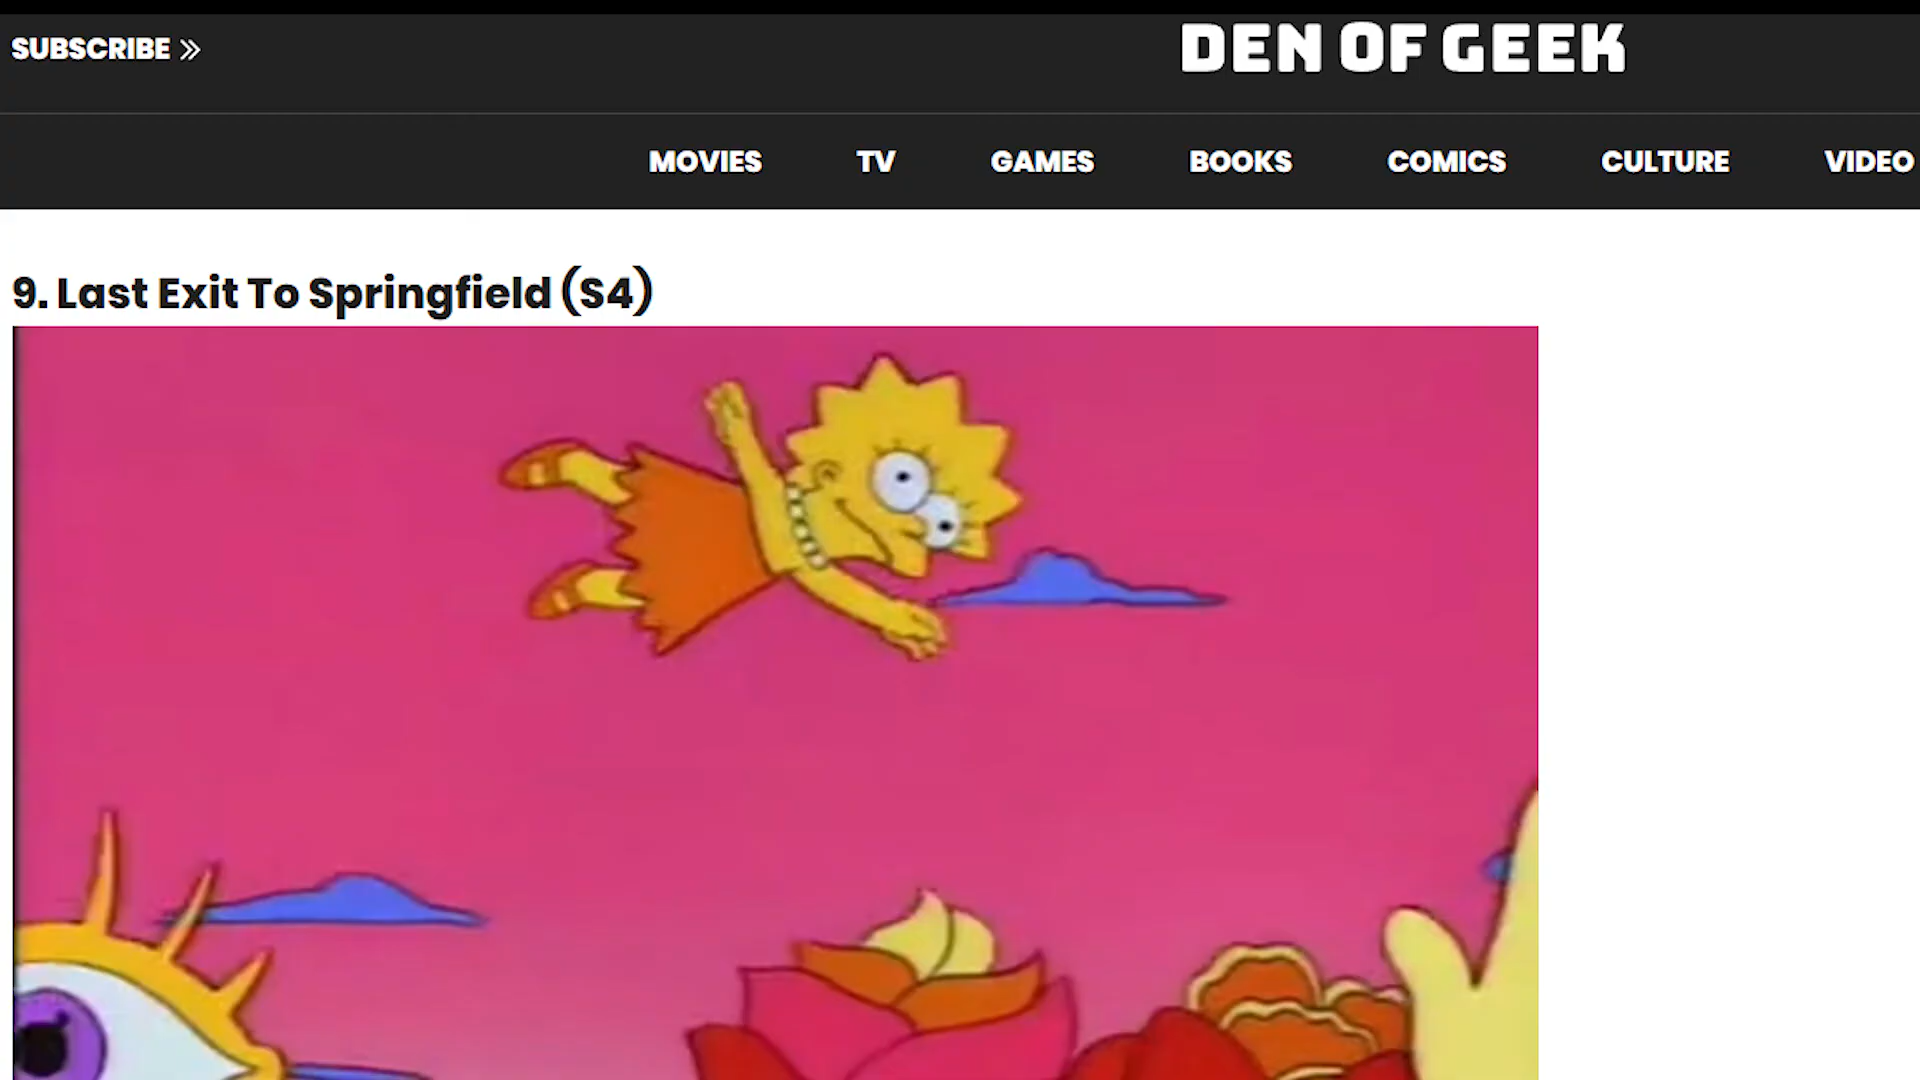 SUBSCRIBE »
DEN OF GEEK
MOVIES TV GAMES BOOKS COMICS CULTURE VIDEO
9. Last Exit To Springfield (S4)